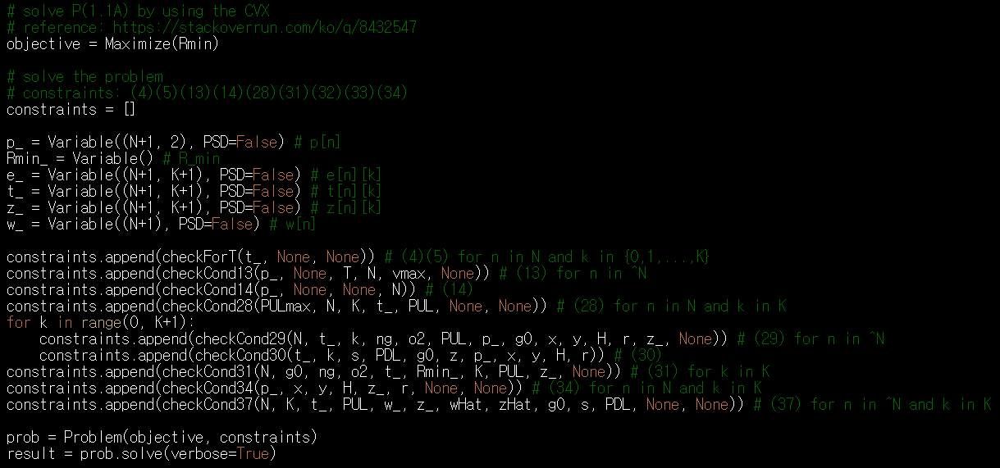 # solve P(1.1A) by using the CVX
# reference: https://stackoverrun.com/ko/q/8432547
objective = Maximize(Rmin)
# solve the problem
# constraints: (4)(5)(13)(14)(28)(31)(32)(33)(34)
constraints = []
p_ = Variable((N+1, 2), PSD=False) # p[n]
Rmin_ = Variable() # R_min
e_ = Variable((N+1, K+1), PSD=False) # e[n][k]
t_ = Variable((N+1, K+1), PSD=False) # t[n][k]
z_ = Variable((N+1, K+1), PSD=False) # z[n][k]
w_ = Variable((N+1), PSD=False) # w[n]
constraints.append(checkForT(t_, None, None)) # (4)(5) for n in N and k in {0,1,...,K}
constraints.append(checkCond13(p_, None, T, N, vmax, None)) # (13) for n in ^N
constraints.append(checkCond14(p_, None, None, N)) # (14)
constraints.append(checkCond28(PULmax, N, K, t_, PUL, None, None)) # (28) for n in N and k in K
for k in range(0, K+1):
    constraints.append(checkCond29(N, t_, k, ng, o2, PUL, p_, g0, x, y, H, r, z_, None)) # (29) for n in ^N
    constraints.append(checkCond30(t_, k, s, PDL, g0, z, p_, x, y, H, r)) # (30)
constraints.append(checkCond31(N, g0, ng, o2, t_, Rmin_, K, PUL, z_, None)) # (31) for k in K
constraints.append(checkCond34(p_, x, y, H, z_, r, None, None)) # (34) for n in N and k in K
constraints.append(checkCond37(N, K, t_, PUL, w_, z_, wHat, zHat, g0, s, PDL, None, None)) # (37) for n in ^N and k in K
prob = Problem(objective, constraints)
result = prob.solve(verbose=True)